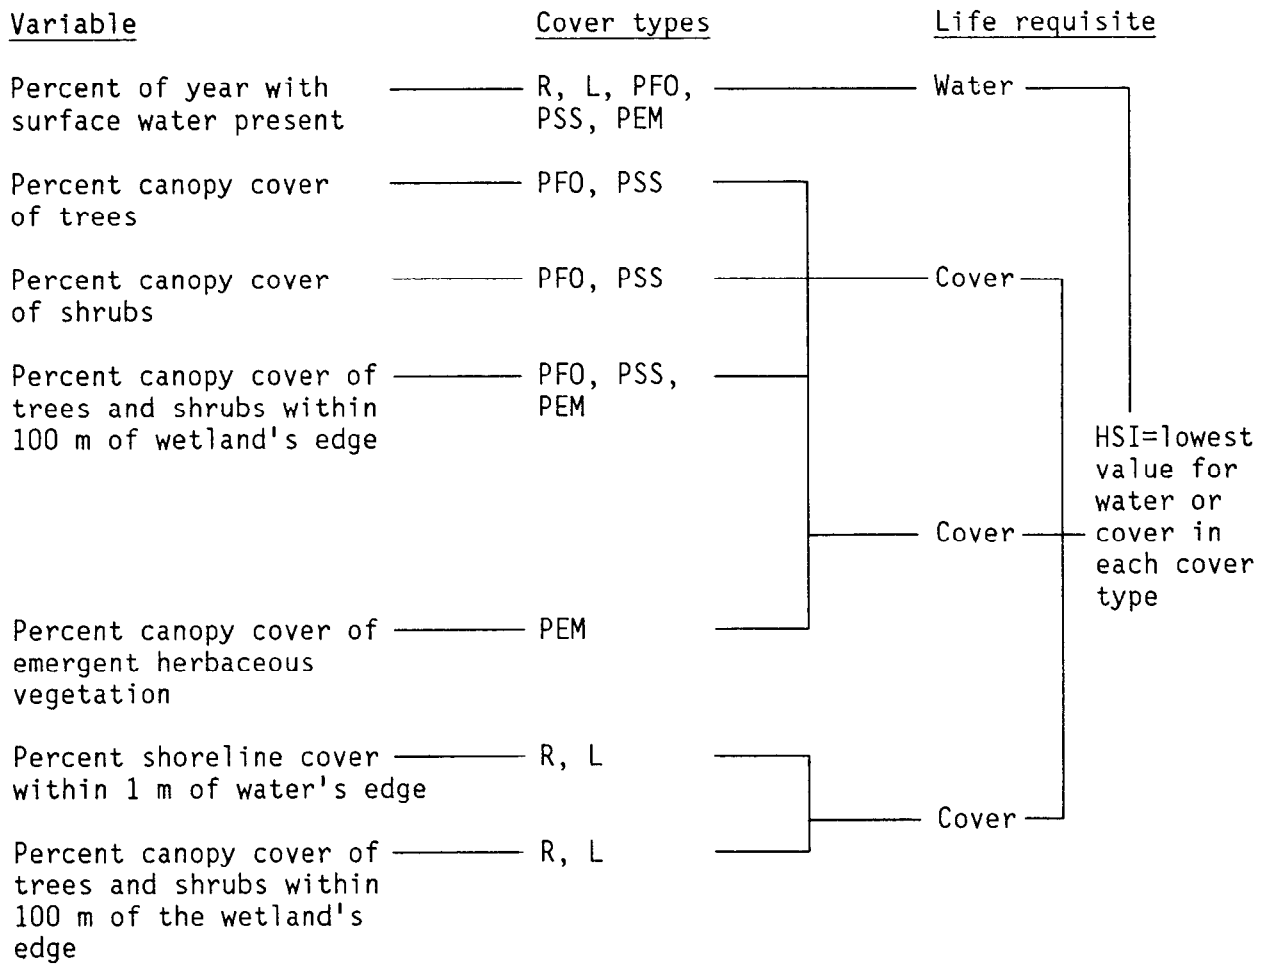 Variable Cover types Life requisite
Percent of year with R, L, PFO, Water
surface water present PSS, PEM
Percent canopy cover PFO, PSS
of trees
Percent canopy cover PFO, PSS Cover
of shrubs
Percent canopy cover of PFO, PSS,
trees and shrubs within PEM
100 m of wetland's edge
HSI=lowest
value for
water or
Cover cover in
each cover
type
Percent canopy cover of PEM
emergent herbaceous
vegetation
Percent shoreline cover R, L
within 1 m of water's edge
Cover
Percent canopy cover of R, L
trees and shrubs within
100 m of the wetland's
edge